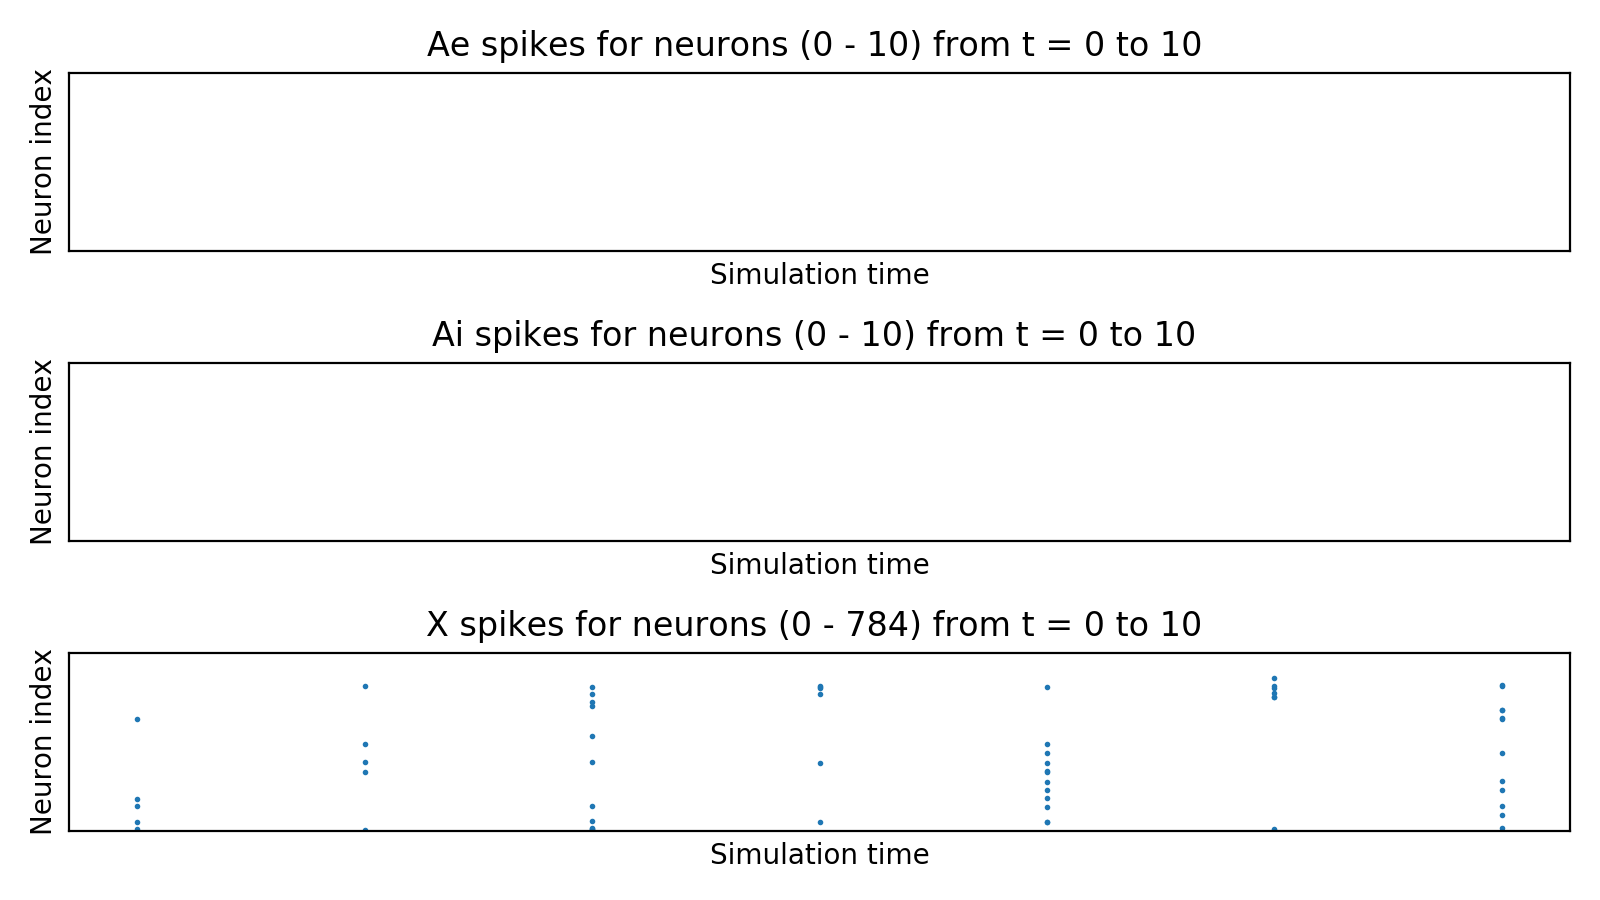 Ae spikes for neurons (0 - 10) from t = 0 to 10
Neuron index
Simulation time
Ai spikes for neurons (0 - 10) from t = 0 to 10
Neuron index
Simulation time
X spikes for neurons (0 - 784) from t = 0 to 10
Neuron index
Simulation time